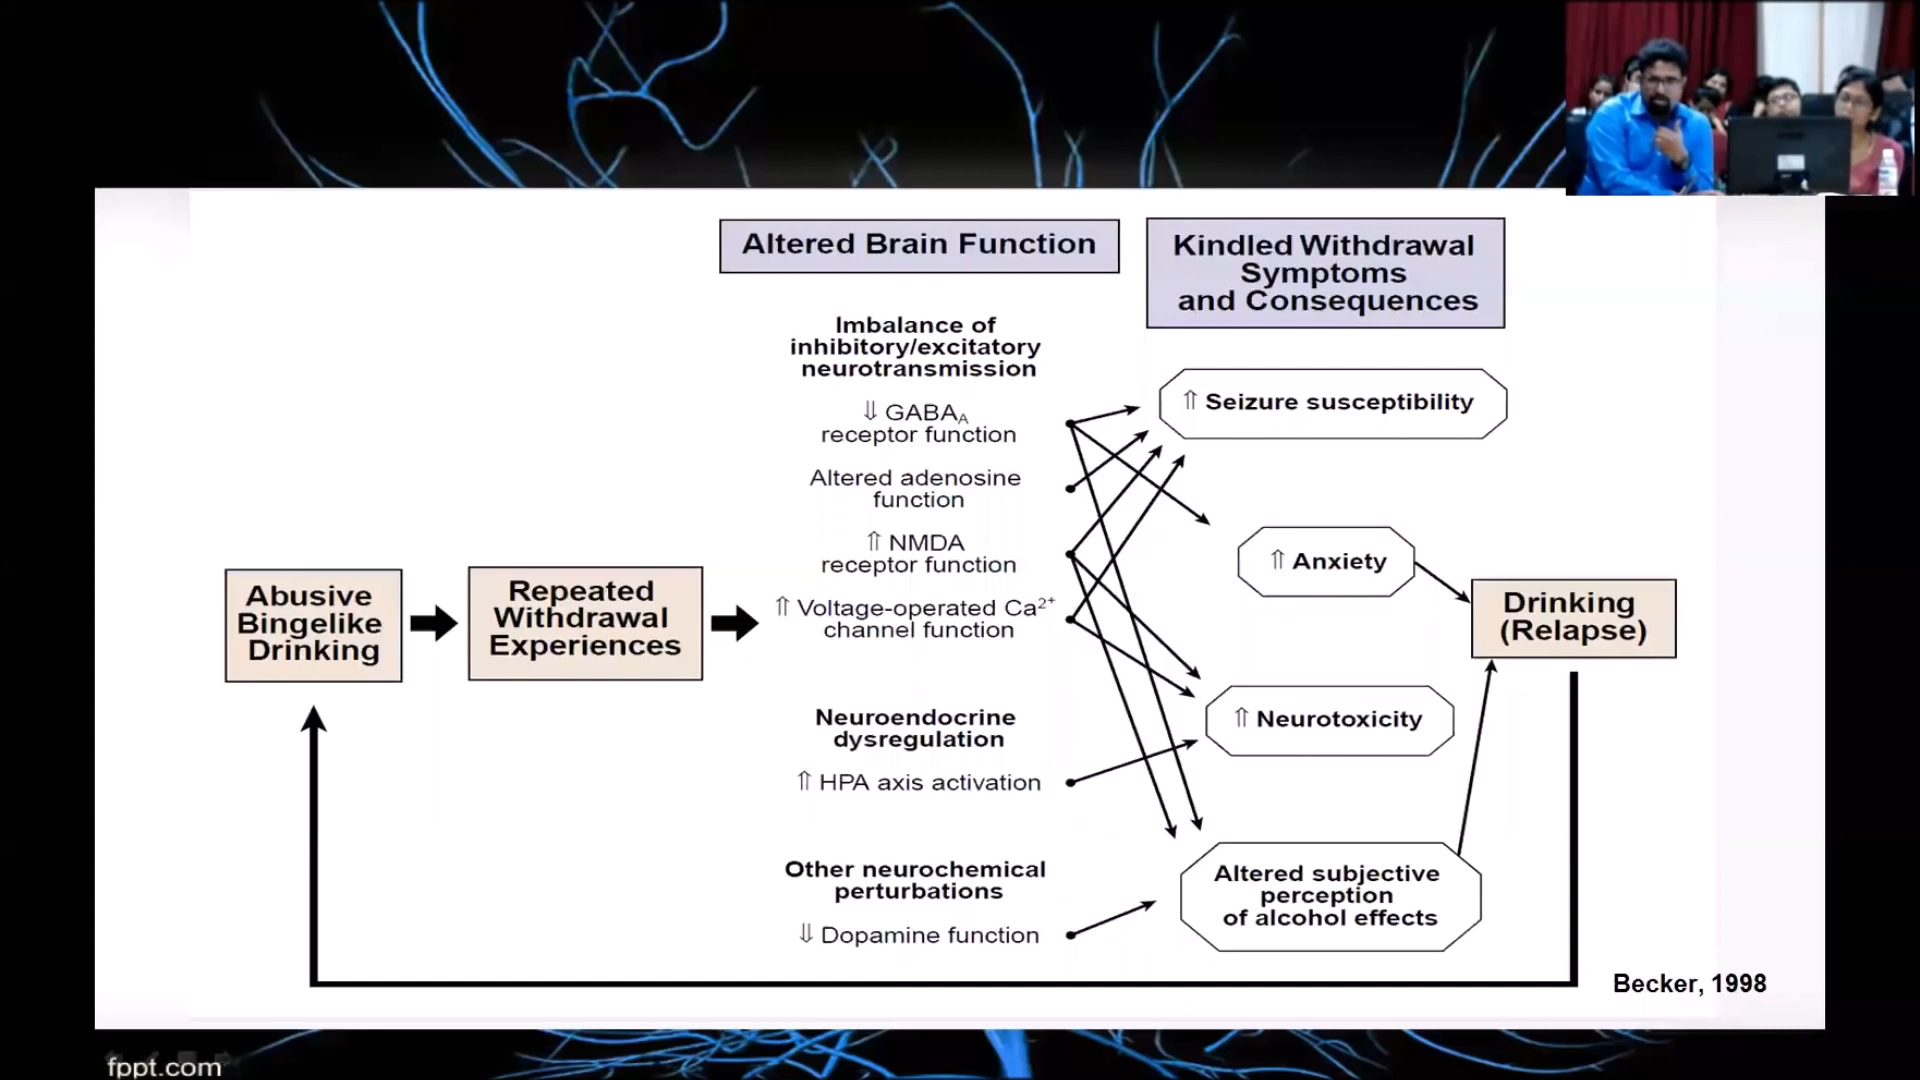 Altered Brain Function
Kindled Withdrawal
Symptoms
and Consequences
Imbalance of
inhibitory/excitatory
neurotransmission
⇓ GABA_A
receptor function
Altered adenosine
function
⇑ NMDA
receptor function
⇑ Voltage-operated Ca²⁺
channel function
Neuroendocrine
dysregulation
⇑ HPA axis activation
Other neurochemical
perturbations
⇓ Dopamine function
Abusive
Bingelike
Drinking
Repeated
Withdrawal
Experiences
⇑ Seizure susceptibility
⇑ Anxiety
⇑ Neurotoxicity
Altered subjective
perception
of alcohol effects
Drinking
(Relapse)
Becker, 1998
fppt.com